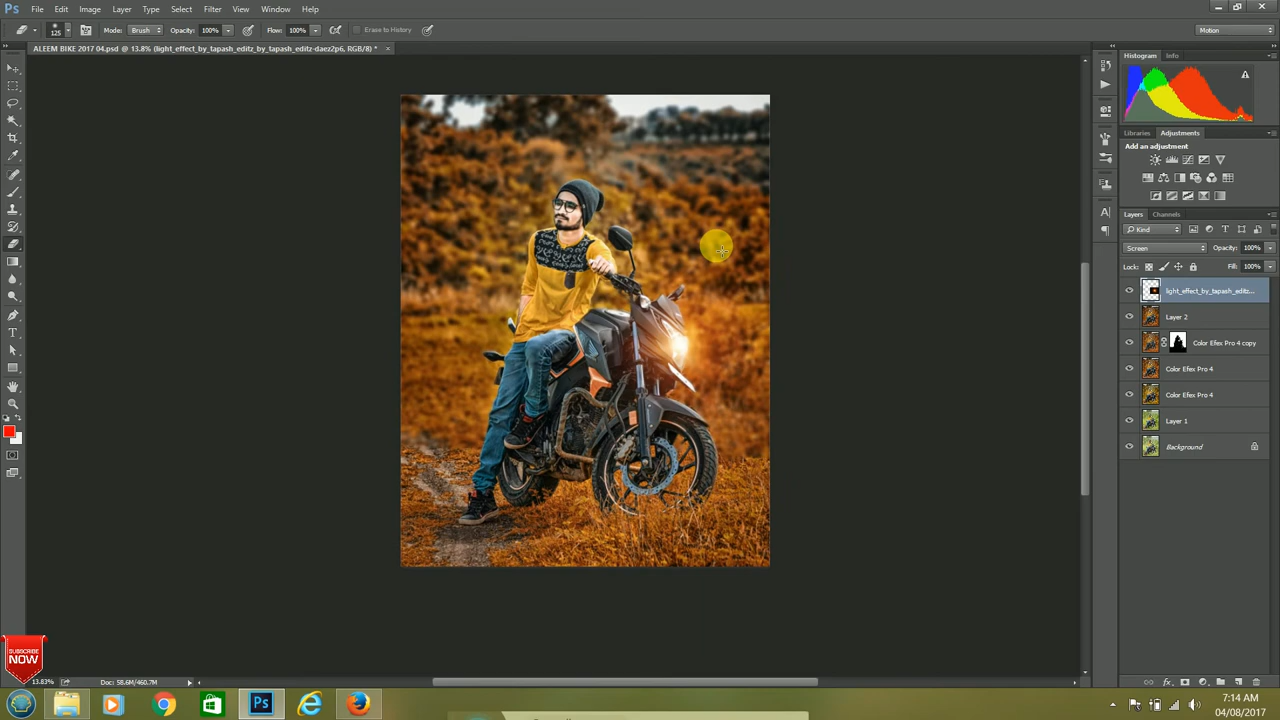 Ps File Edit Image Layer Type Select Filter View Window Help
125 Mode: Brush Opacity: 100% Flow: 100% Erase to History Motion
ALEEM BIKE 2017 04.psd @ 13.8% (light_effect_by_tapash_editz_by_tapash_editz-daez2p6, RGB/8) * ×
Histogram Info
Libraries Adjustments
Add an adjustment
Layers Channels
Kind
Screen Opacity: 100%
Lock: Fill: 100%
light_effect_by_tapash_editz...
Layer 2
Color Efex Pro 4 copy
Color Efex Pro 4
Color Efex Pro 4
Layer 1
Background
SUBSCRIBE
NOW
13.83% Doc: 58.6M/460.7M
Ps
7:14 AM
04/08/2017